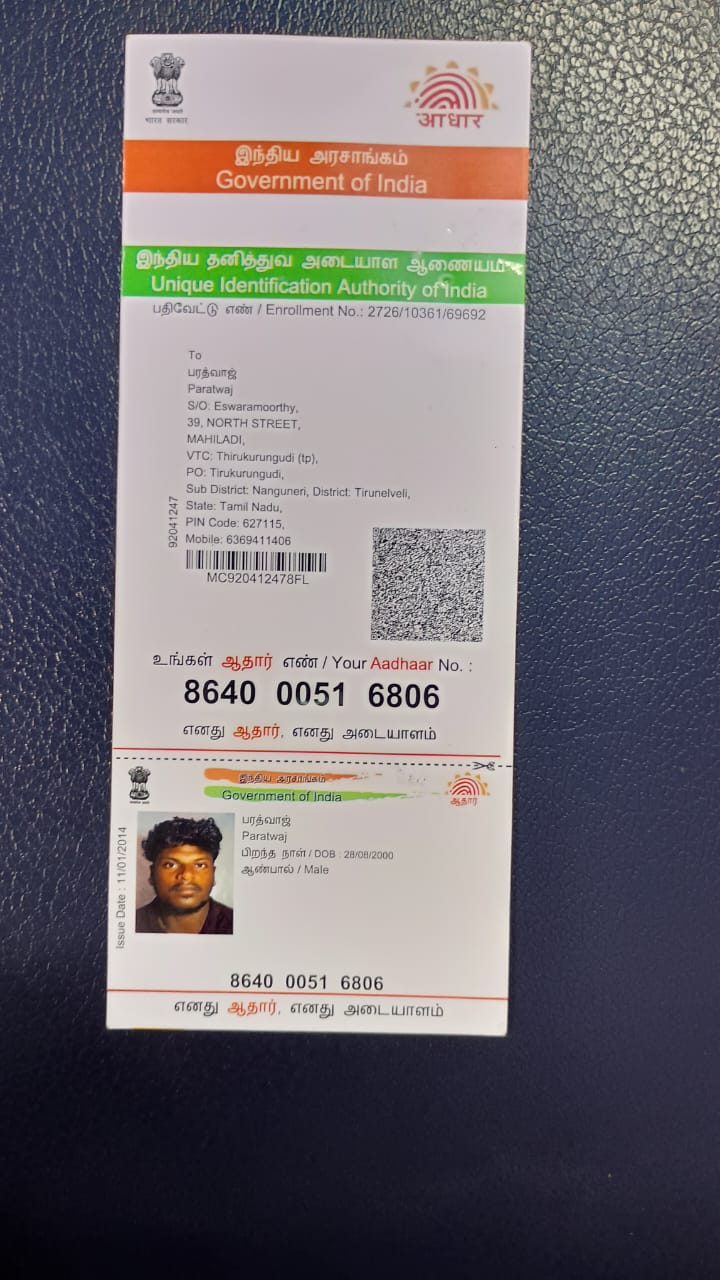 भारत सरकार
आधार
இந்திய அரசாங்கம்
Government of India
இந்திய தனித்துவ அடையாள ஆணையம்
Unique Identification Authority of India
பதிவேட்டு எண் / Enrollment No.: 2726/10361/69692
To
பரத்வாஜ்
Paratwaj
S/O: Eswaramoorthy,
39, NORTH STREET,
MAHILADI,
VTC: Thirukurungudi (tp),
PO: Tirukurungudi,
Sub District: Nanguneri, District: Tirunelveli,
State: Tamil Nadu,
PIN Code: 627115,
Mobile: 6369411406
92041247
MC920412478FL
உங்கள் ஆதார் எண் / Your Aadhaar No. :
8640 0051 6806
எனது ஆதார், எனது அடையாளம்
இந்திய அரசாங்கம்
Government of India
ஆதார்
பரத்வாஜ்
Paratwaj
பிறந்த நாள் / DOB : 28/08/2000
ஆண்பால் / Male
Issue Date : 11/01/2014
8640 0051 6806
எனது ஆதார், எனது அடையாளம்